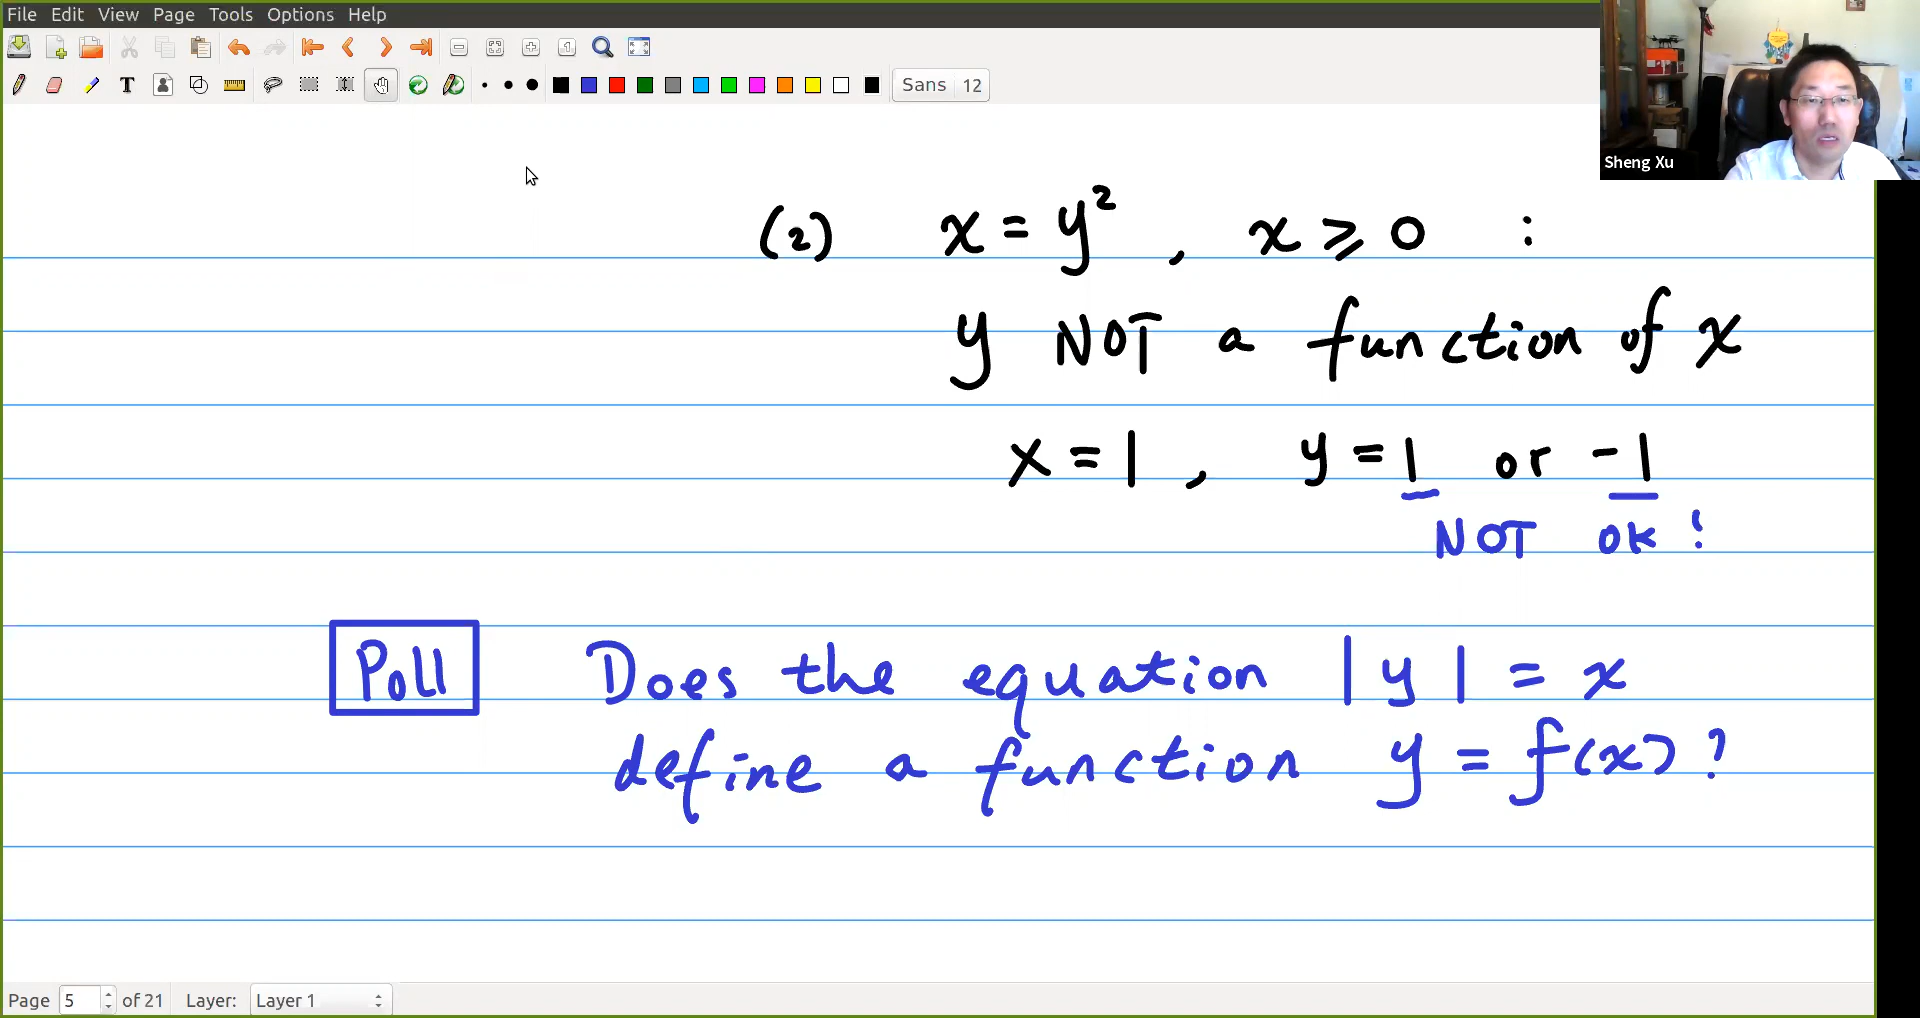 File Edit View Page Tools Options Help
T Sans 12
Sheng Xu
(2) x = y², x ⩾ 0 :
y NOT a function of x
x = 1, y = 1 or -1
NOT OK!
Poll Does the equation |y| = x
define a function y = f(x)?
Page 5 of 21 Layer: Layer 1